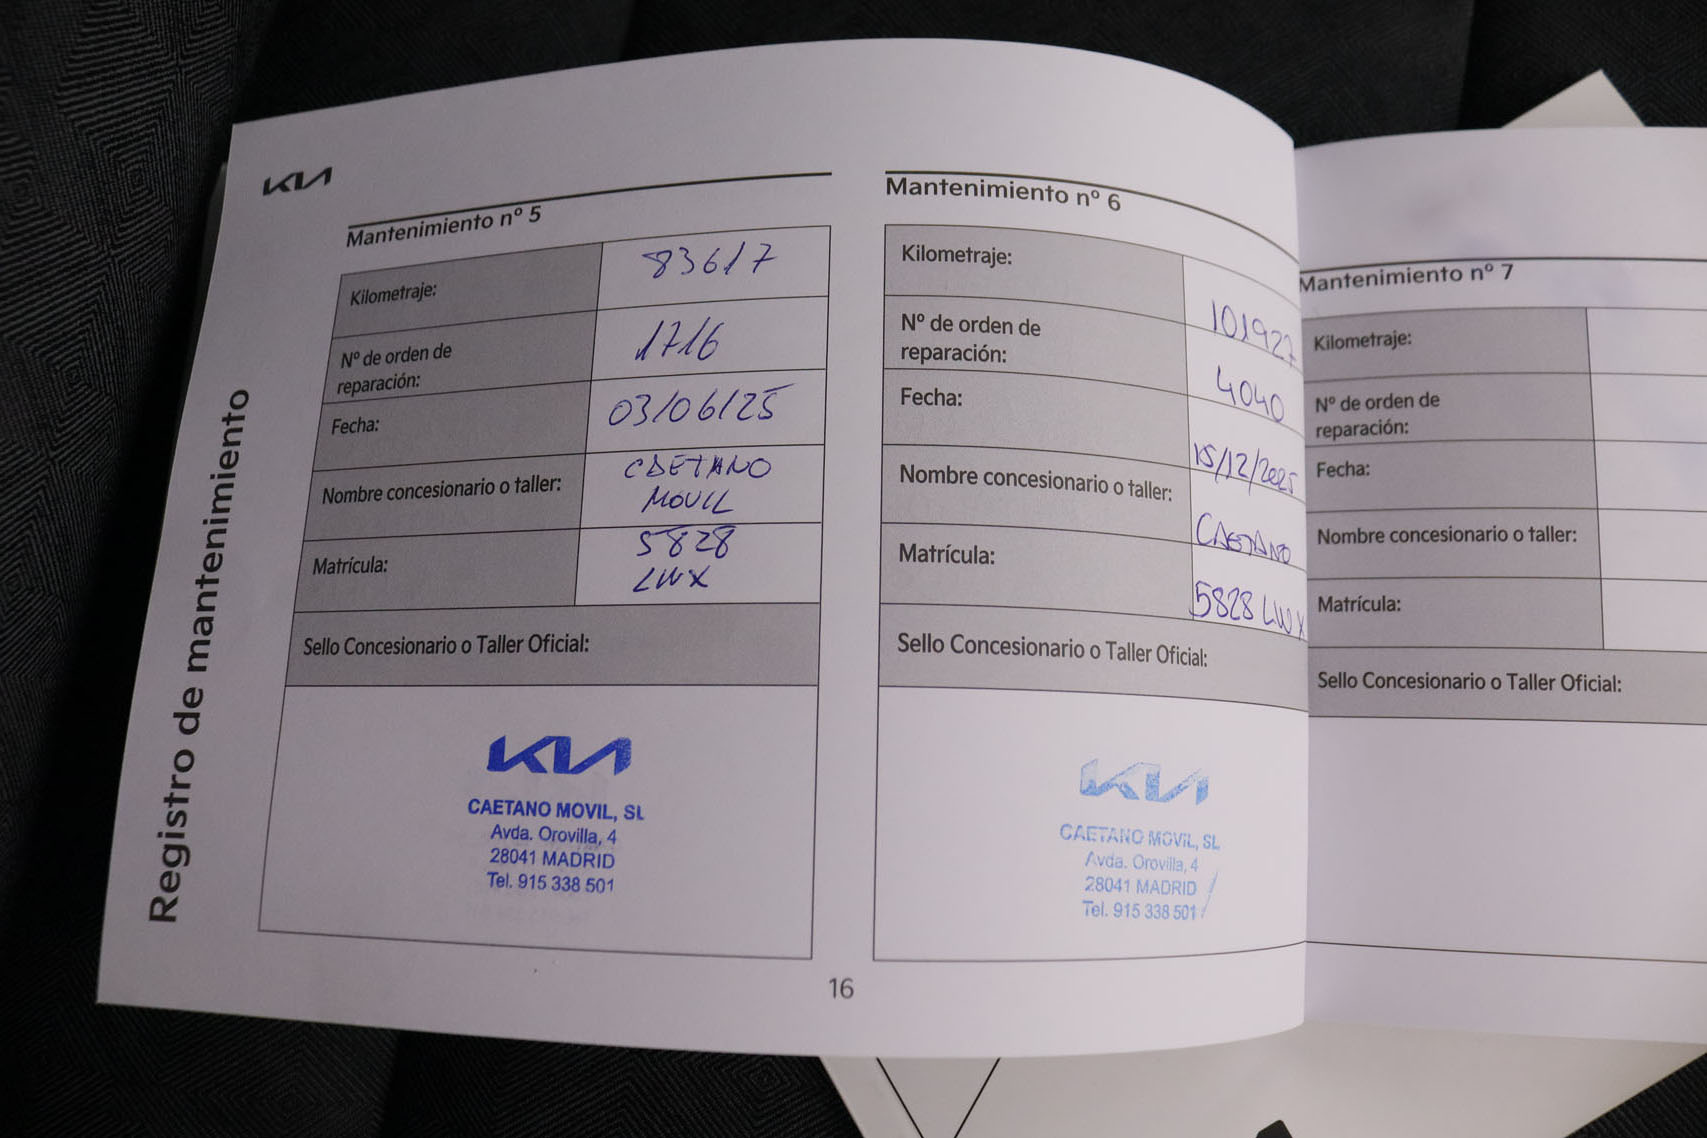 KIA
Registro de mantenimiento
Mantenimiento nº 5
Kilometraje: 83617
Nº de orden de
reparación: 1716
Fecha: 03/06/25
Nombre concesionario o taller: CAETANO
MOVIL
Matrícula: 5828
LWX
Sello Concesionario o Taller Oficial:
KIA
CAETANO MOVIL, SL
Avda. Orovilla, 4
28041 MADRID
Tel. 915 338 501
Mantenimiento nº 6
Kilometraje: 101927
Nº de orden de
reparación: 4040
Fecha: 15/12/2025
Nombre concesionario o taller: CAETANO
Matrícula: 5828 LWX
Sello Concesionario o Taller Oficial:
KIA
CAETANO MOVIL, SL
Avda. Orovilla, 4
28041 MADRID
Tel. 915 338 501
16
Mantenimiento nº 7
Kilometraje:
Nº de orden de
reparación:
Fecha:
Nombre concesionario o taller:
Matrícula:
Sello Concesionario o Taller Oficial: